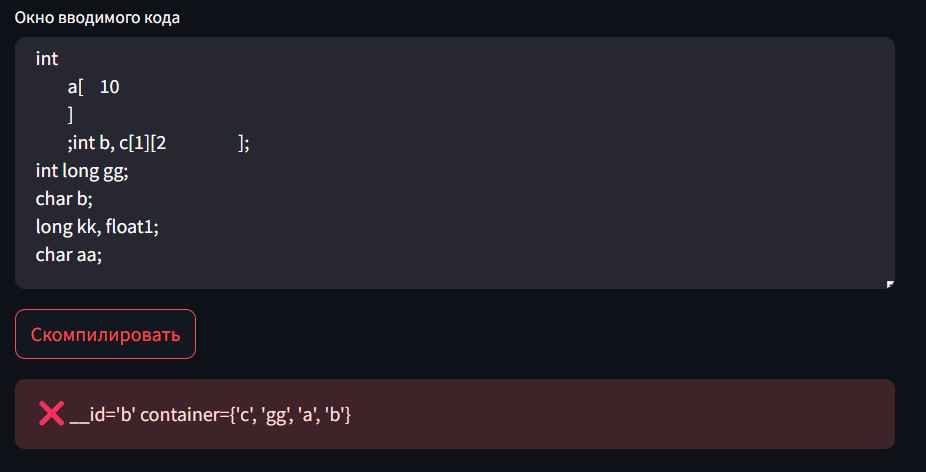 Окно вводимого кода
int
a[ 10
]
;int b, c[1][2 ];
int long gg;
char b;
long kk, float1;
char aa;
Скомпилировать
❌ __id='b' container={'c', 'gg', 'a', 'b'}